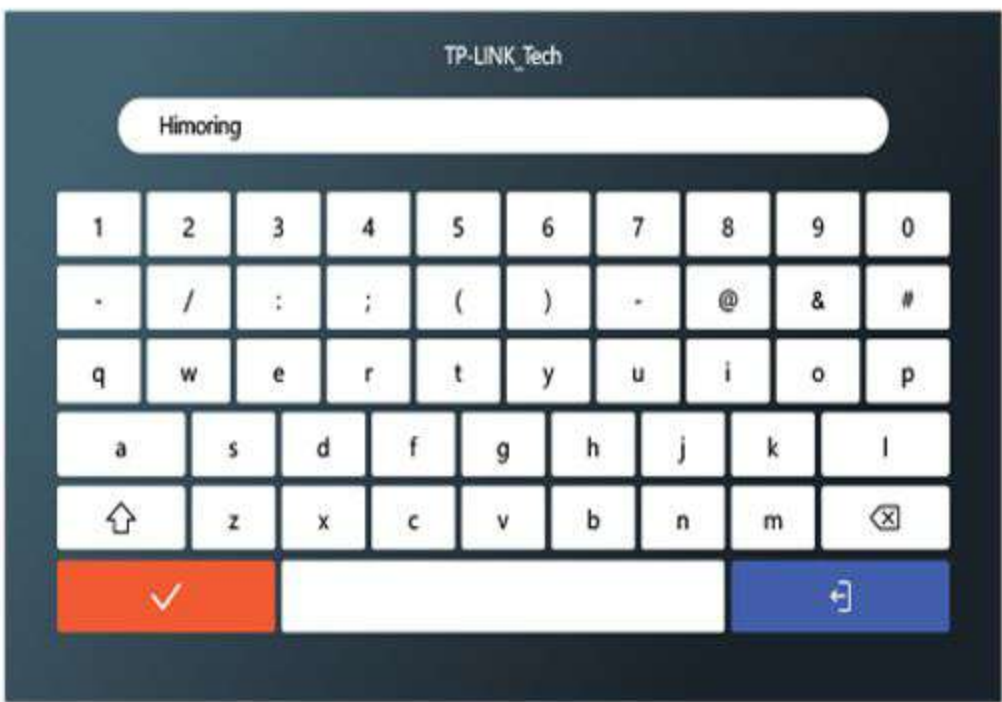 TP-LINK_Tech
Himoring
1 2 3 4 5 6 7 8 9 0
- / : ; ( ) - @ & #
q w e r t y u i o p
a s d f g h j k l
z x c v b n m